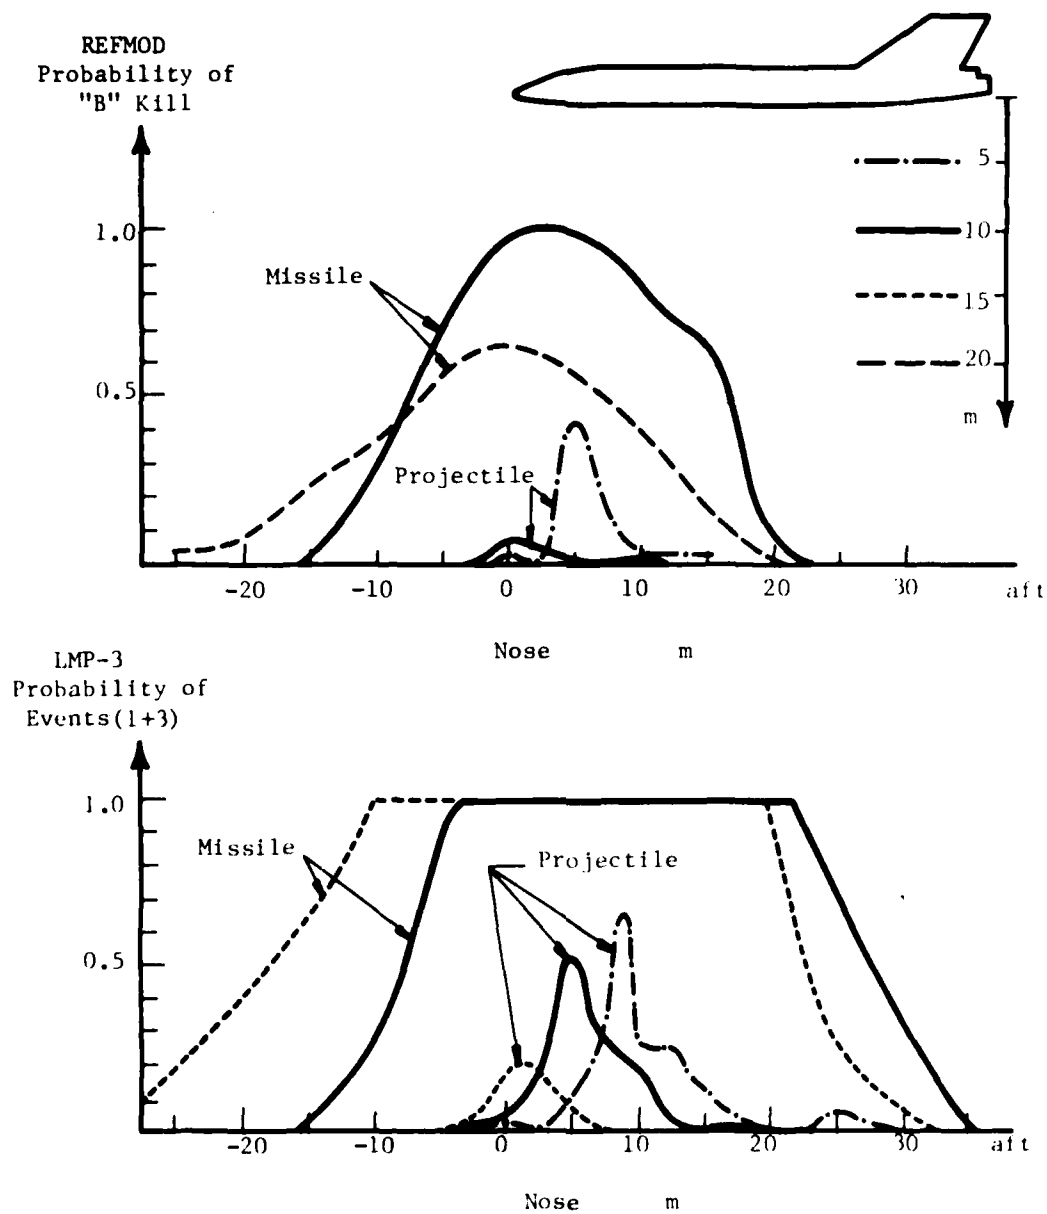 REFMOD
Probability of
"B" Kill
5
1.0
10
Missile
15
20
0.5
m
Projectile
-20 -10 0 10 20 30 aft
Nose m
LMP-3
Probability of
Events(1+3)
1.0
Missile
Projectile
0.5
-20 -10 0 10 20 30 aft
Nose m